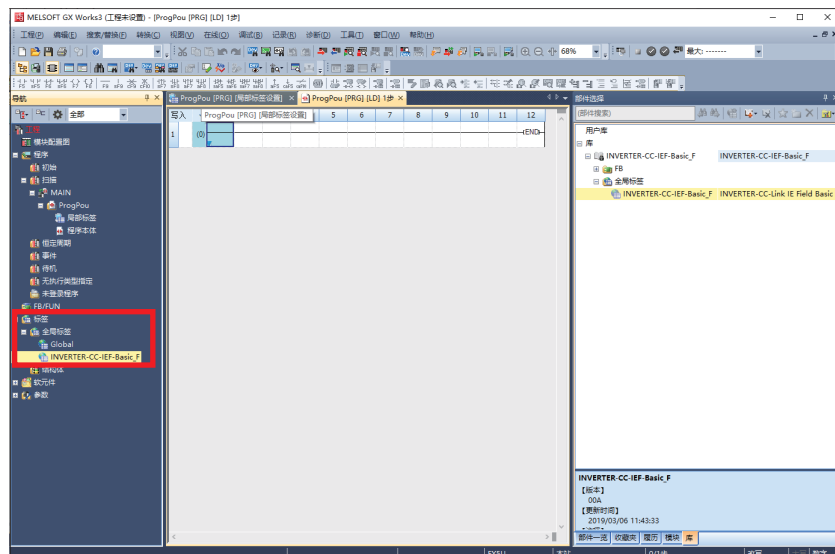 MELSOFT GX Works3 (工程未设置) - [ProgPou [PRG] [LD] 1步]
工程(P) 编辑(E) 搜索/替换(F) 转换(C) 视图(V) 在线(O) 调试(B) 记录(R) 诊断(D) 工具(T) 窗口(W) 帮助(H)
68%
最大: -------
导航
全部
工程
模块配置图
程序
初始
扫描
MAIN
ProgPou
局部标签
程序本体
恒定周期
事件
待机
无执行类型指定
未登录程序
FB/FUN
标签
全局标签
Global
INVERTER-CC-IEF-Basic_F
结构体
软元件
参数
ProgPou [PRG] [局部标签设置]
ProgPou [PRG] [LD] 1步
ProgPou [PRG] [局部标签设置]
写入 5 6 7 8 9 10 11 12
1 (0) END
部件选择
(部件搜索)
用户库
库
INVERTER-CC-IEF-Basic_F INVERTER-CC-IEF-Basic_F
FB
全局标签
INVERTER-CC-IEF-Basic_F INVERTER-CC-Link IE Field Basic
INVERTER-CC-IEF-Basic_F
【版本】
00A
【更新时间】
2019/03/06 11:43:33
部件一览 收藏夹 履历 模块 库